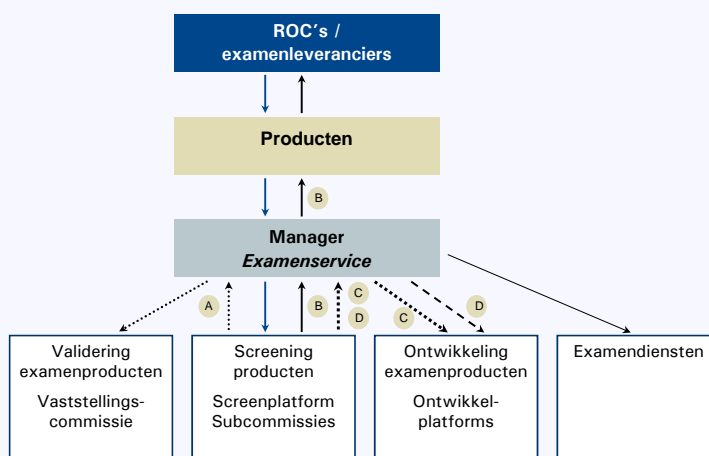 ROC's /
examenleveranciers
Producten
B
Manager
Examenservice
A
B
C
D
C
D
Validering
examenproducten
Vaststellings-
commissie
Screening
producten
Screenplatform
Subcommissies
Ontwikkeling
examenproducten
Ontwikkel-
platforms
Examendiensten